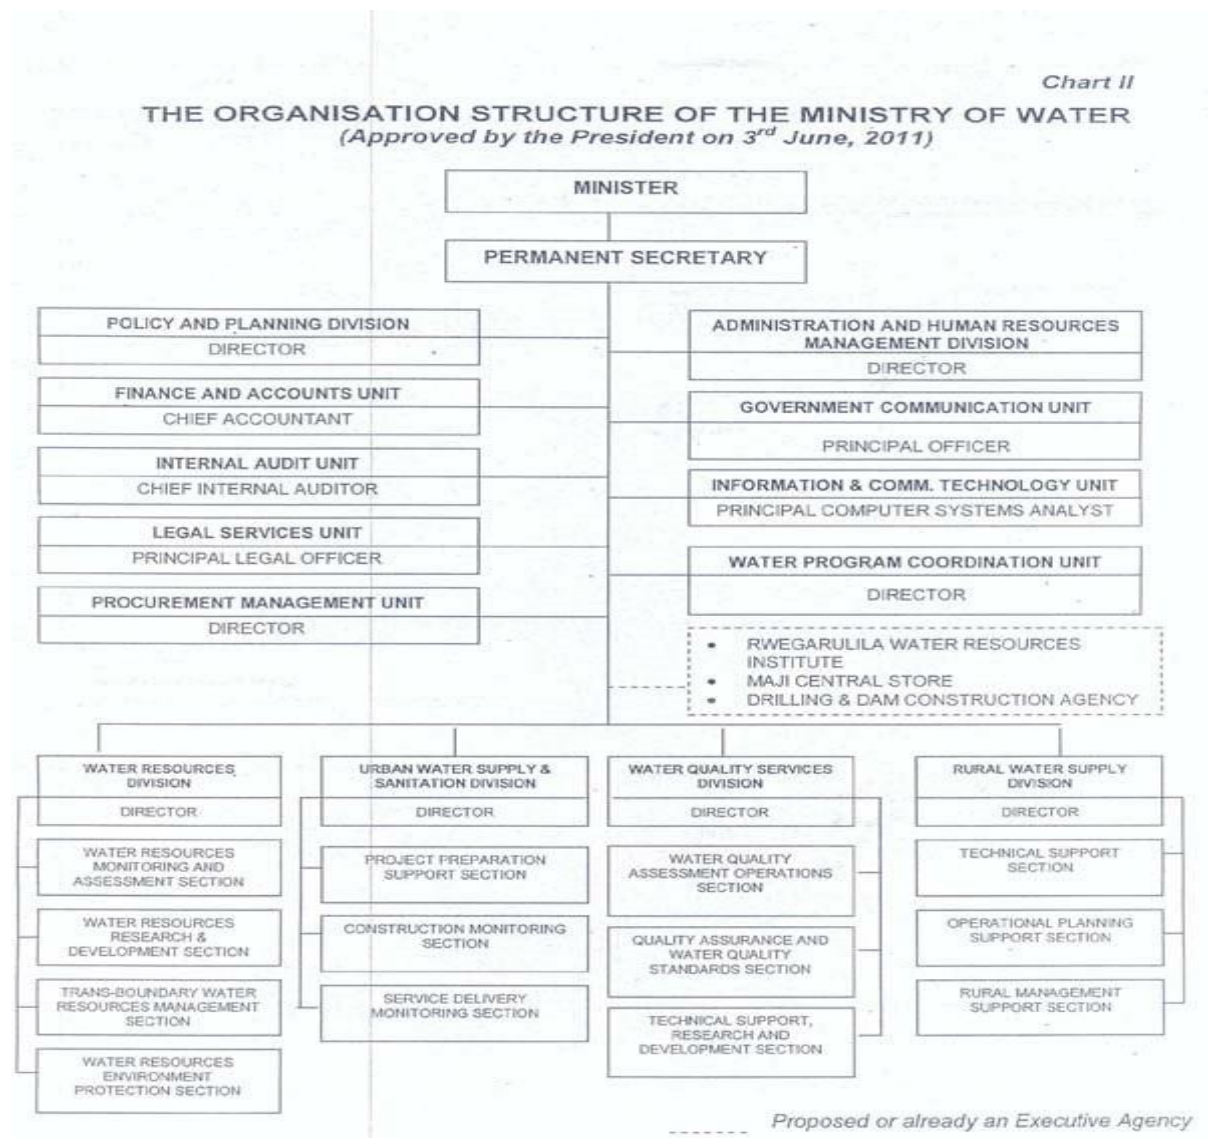 Chart II
THE ORGANISATION STRUCTURE OF THE MINISTRY OF WATER
(Approved by the President on 3rd June, 2011)
MINISTER
PERMANENT SECRETARY
POLICY AND PLANNING DIVISION
DIRECTOR
FINANCE AND ACCOUNTS UNIT
CHIEF ACCOUNTANT
INTERNAL AUDIT UNIT
CHIEF INTERNAL AUDITOR
LEGAL SERVICES UNIT
PRINCIPAL LEGAL OFFICER
PROCUREMENT MANAGEMENT UNIT
DIRECTOR
ADMINISTRATION AND HUMAN RESOURCES
MANAGEMENT DIVISION
DIRECTOR
GOVERNMENT COMMUNICATION UNIT
PRINCIPAL OFFICER
INFORMATION & COMM. TECHNOLOGY UNIT
PRINCIPAL COMPUTER SYSTEMS ANALYST
WATER PROGRAM COORDINATION UNIT
DIRECTOR
• RWEGARULILA WATER RESOURCES
INSTITUTE
• MAJI CENTRAL STORE
• DRILLING & DAM CONSTRUCTION AGENCY
WATER RESOURCES
DIVISION
DIRECTOR
WATER RESOURCES
MONITORING AND
ASSESSMENT SECTION
WATER RESOURCES
RESEARCH &
DEVELOPMENT SECTION
TRANS-BOUNDARY WATER
RESOURCES MANAGEMENT
SECTION
WATER RESOURCES
ENVIRONMENT
PROTECTION SECTION
URBAN WATER SUPPLY &
SANITATION DIVISION
DIRECTOR
PROJECT PREPARATION
SUPPORT SECTION
CONSTRUCTION MONITORING
SECTION
SERVICE DELIVERY
MONITORING SECTION
WATER QUALITY SERVICES
DIVISION
DIRECTOR
WATER QUALITY
ASSESSMENT OPERATIONS
SECTION
QUALITY ASSURANCE AND
WATER QUALITY
STANDARDS SECTION
TECHNICAL SUPPORT,
RESEARCH AND
DEVELOPMENT SECTION
RURAL WATER SUPPLY
DIVISION
DIRECTOR
TECHNICAL SUPPORT
SECTION
OPERATIONAL PLANNING
SUPPORT SECTION
RURAL MANAGEMENT
SUPPORT SECTION
Proposed or already an Executive Agency